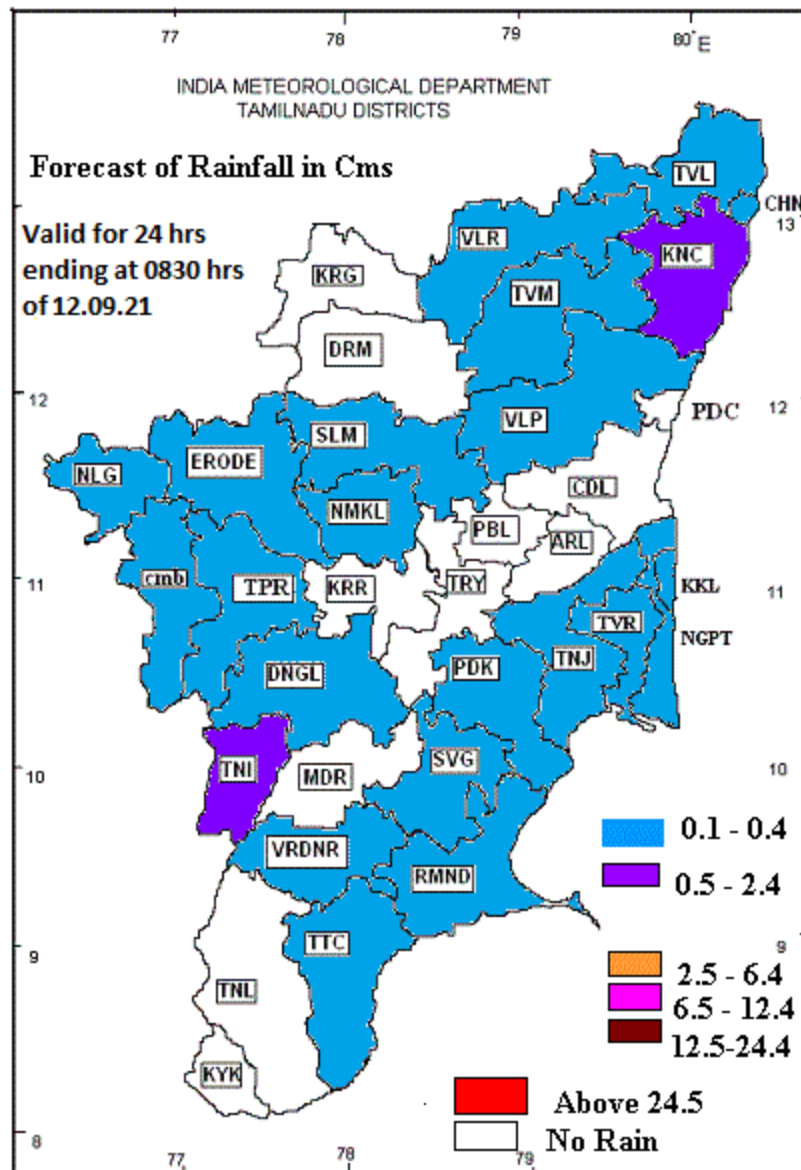 77 78 79 80°E
INDIA METEOROLOGICAL DEPARTMENT
TAMILNADU DISTRICTS
Forecast of Rainfall in Cms
Valid for 24 hrs
ending at 0830 hrs
of 12.09.21
TVL
CHN
13
VLR
KNC
KRG
TVM
DRM
12
12
PDC
VLP
SLM
ERODE
NLG
CDL
NMKL
PBL
ARL
11
cmb
TPR
KRR
TRY
KKL
11
TVR
NGPT
DNGL
PDK
TNJ
10
TNI
MDR
SVG
10
0.1 - 0.4
VRDNR
RMND
0.5 - 2.4
9
TTC
9
TNL
2.5 - 6.4
6.5 - 12.4
12.5-24.4
KYK
Above 24.5
No Rain
8
77 78 79